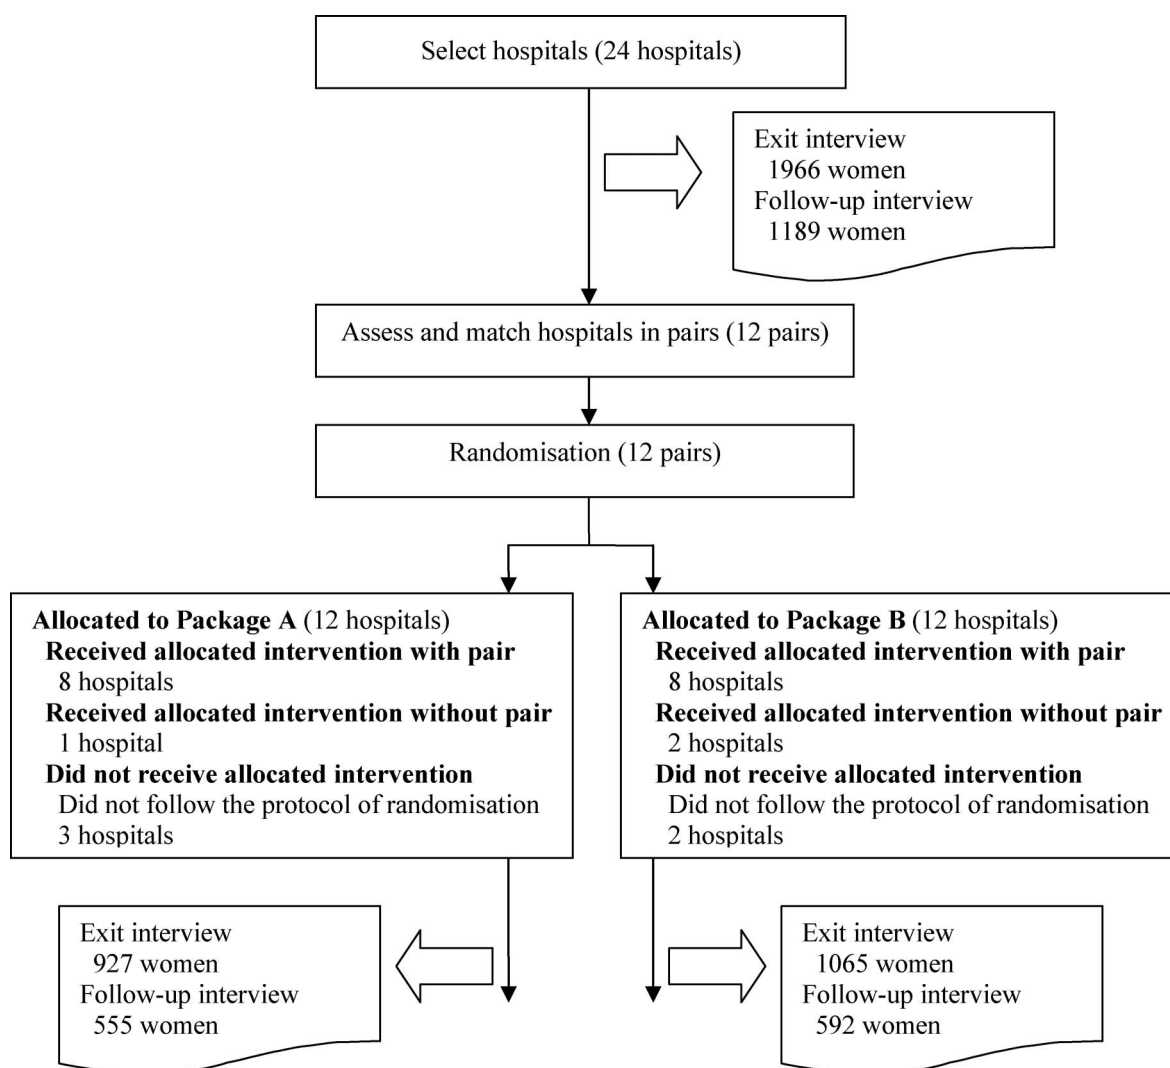 Select hospitals (24 hospitals)
Exit interview
1966 women
Follow-up interview
1189 women
Assess and match hospitals in pairs (12 pairs)
Randomisation (12 pairs)
Allocated to Package A (12 hospitals)
Received allocated intervention with pair
8 hospitals
Received allocated intervention without pair
1 hospital
Did not receive allocated intervention
Did not follow the protocol of randomisation
3 hospitals
Allocated to Package B (12 hospitals)
Received allocated intervention with pair
8 hospitals
Received allocated intervention without pair
2 hospitals
Did not receive allocated intervention
Did not follow the protocol of randomisation
2 hospitals
Exit interview
927 women
Follow-up interview
555 women
Exit interview
1065 women
Follow-up interview
592 women